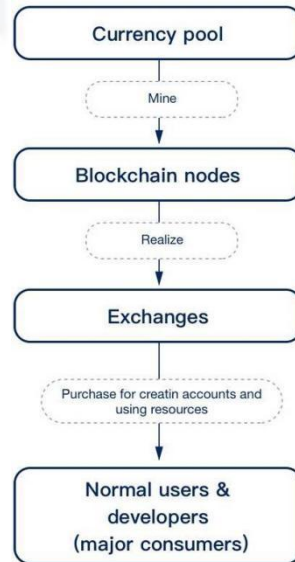 Currency pool
Mine
Blockchain nodes
Realize
Exchanges
Purchase for creatin accounts and
using resources
Normal users &
developers
(major consumers)